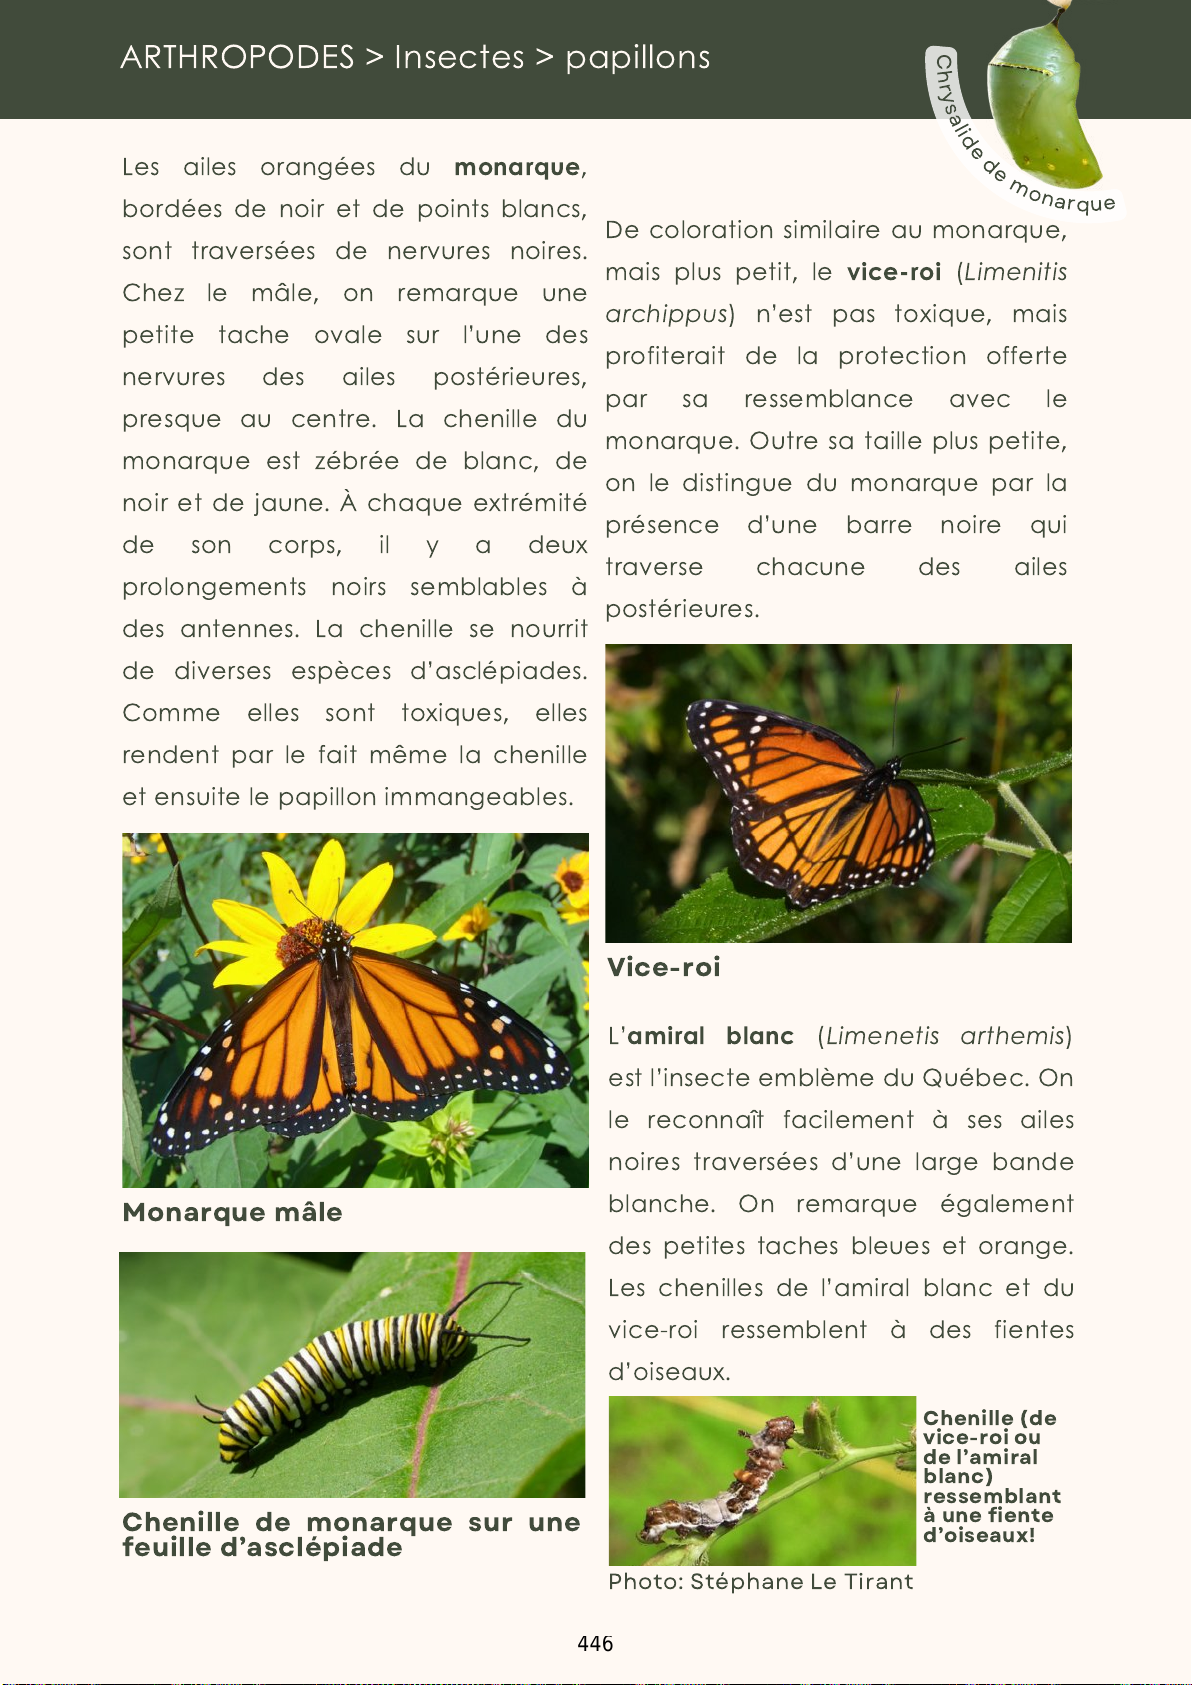 ARTHROPODES > Insectes > papillons
Chrysalide de monarque
Les ailes orangées du monarque,
bordées de noir et de points blancs,
sont traversées de nervures noires.
Chez le mâle, on remarque une
petite tache ovale sur l'une des
nervures des ailes postérieures,
presque au centre. La chenille du
monarque est zébrée de blanc, de
noir et de jaune. À chaque extrémité
de son corps, il y a deux
prolongements noirs semblables à
des antennes. La chenille se nourrit
de diverses espèces d'asclépiades.
Comme elles sont toxiques, elles
rendent par le fait même la chenille
et ensuite le papillon immangeables.
Monarque mâle
Chenille de monarque sur une
feuille d'asclépiade
De coloration similaire au monarque,
mais plus petit, le vice-roi (Limenitis
archippus) n'est pas toxique, mais
profiterait de la protection offerte
par sa ressemblance avec le
monarque. Outre sa taille plus petite,
on le distingue du monarque par la
présence d'une barre noire qui
traverse chacune des ailes
postérieures.
Vice-roi
L'amiral blanc (Limenetis arthemis)
est l'insecte emblème du Québec. On
le reconnaît facilement à ses ailes
noires traversées d'une large bande
blanche. On remarque également
des petites taches bleues et orange.
Les chenilles de l'amiral blanc et du
vice-roi ressemblent à des fientes
d'oiseaux.
Chenille (de
vice-roi ou
de l'amiral
blanc)
ressemblant
à une fiente
d'oiseaux!
Photo: Stéphane Le Tirant
446